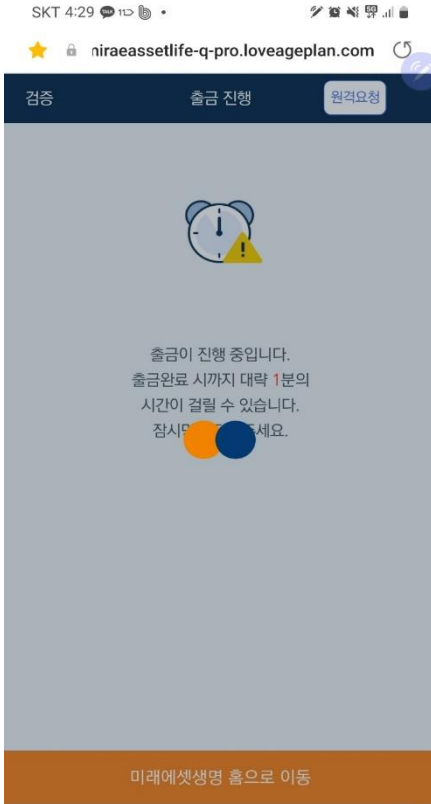 SKT 4:29
niraeassetlife-q-pro.loveageplan.com
검증
출금 진행
원격요청
출금이 진행 중입니다.
출금완료 시까지 대략 1분의
시간이 걸릴 수 있습니다.
잠시 세요.
미래에셋생명 홈으로 이동